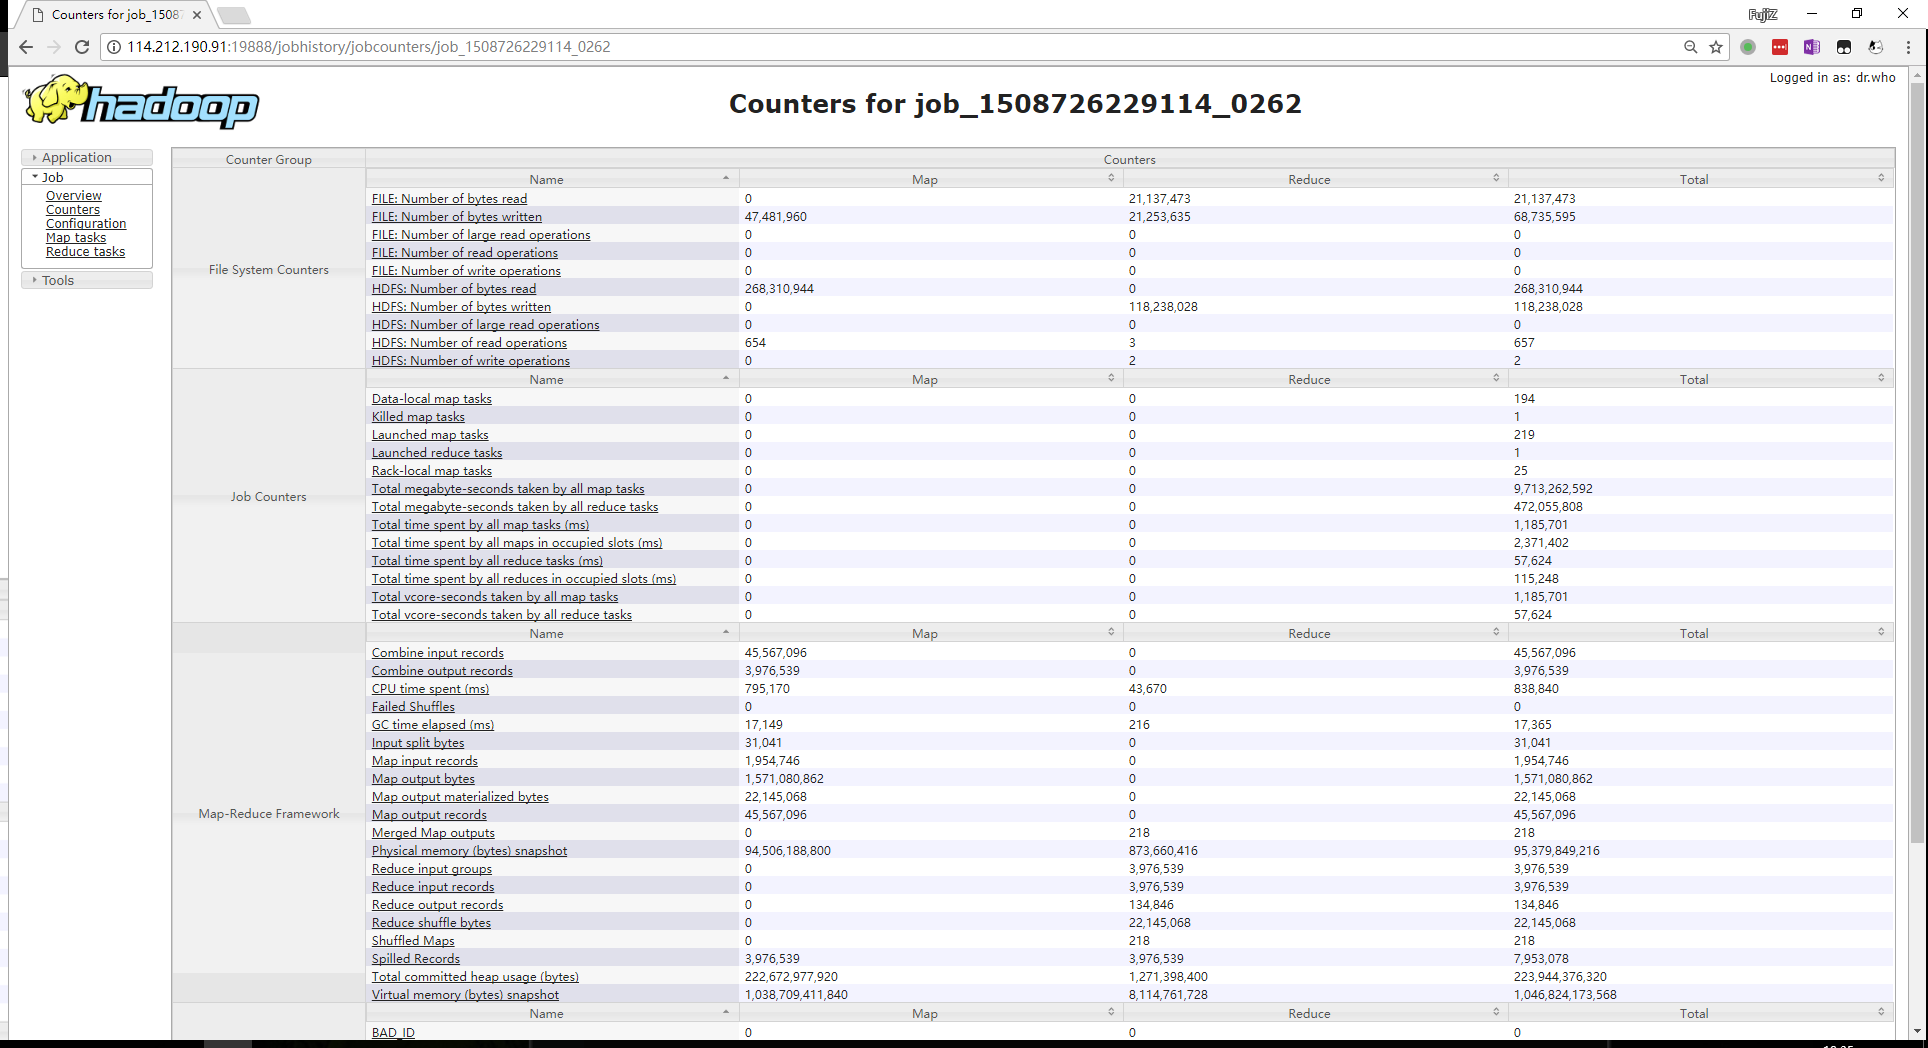 Counters for job_1508
FujiZ
114.212.190.91:19888/jobhistory/jobcounters/job_1508726229114_0262
Logged in as: dr.who
hadoop
Counters for job_1508726229114_0262
Application
Job
Overview
Counters
Configuration
Map tasks
Reduce tasks
Tools
Counter Group Counters
File System Counters
Name Map Reduce Total
FILE: Number of bytes read 0 21,137,473 21,137,473
FILE: Number of bytes written 47,481,960 21,253,635 68,735,595
FILE: Number of large read operations 0 0 0
FILE: Number of read operations 0 0 0
FILE: Number of write operations 0 0 0
HDFS: Number of bytes read 268,310,944 0 268,310,944
HDFS: Number of bytes written 0 118,238,028 118,238,028
HDFS: Number of large read operations 0 0 0
HDFS: Number of read operations 654 3 657
HDFS: Number of write operations 0 2 2
Job Counters
Name Map Reduce Total
Data-local map tasks 0 0 194
Killed map tasks 0 0 1
Launched map tasks 0 0 219
Launched reduce tasks 0 0 1
Rack-local map tasks 0 0 25
Total megabyte-seconds taken by all map tasks 0 0 9,713,262,592
Total megabyte-seconds taken by all reduce tasks 0 0 472,055,808
Total time spent by all map tasks (ms) 0 0 1,185,701
Total time spent by all maps in occupied slots (ms) 0 0 2,371,402
Total time spent by all reduce tasks (ms) 0 0 57,624
Total time spent by all reduces in occupied slots (ms) 0 0 115,248
Total vcore-seconds taken by all map tasks 0 0 1,185,701
Total vcore-seconds taken by all reduce tasks 0 0 57,624
Map-Reduce Framework
Name Map Reduce Total
Combine input records 45,567,096 0 45,567,096
Combine output records 3,976,539 0 3,976,539
CPU time spent (ms) 795,170 43,670 838,840
Failed Shuffles 0 0 0
GC time elapsed (ms) 17,149 216 17,365
Input split bytes 31,041 0 31,041
Map input records 1,954,746 0 1,954,746
Map output bytes 1,571,080,862 0 1,571,080,862
Map output materialized bytes 22,145,068 0 22,145,068
Map output records 45,567,096 0 45,567,096
Merged Map outputs 0 218 218
Physical memory (bytes) snapshot 94,506,188,800 873,660,416 95,379,849,216
Reduce input groups 0 3,976,539 3,976,539
Reduce input records 0 3,976,539 3,976,539
Reduce output records 0 134,846 134,846
Reduce shuffle bytes 0 22,145,068 22,145,068
Shuffled Maps 0 218 218
Spilled Records 3,976,539 3,976,539 7,953,078
Total committed heap usage (bytes) 222,672,977,920 1,271,398,400 223,944,376,320
Virtual memory (bytes) snapshot 1,038,709,411,840 8,114,761,728 1,046,824,173,568
Name Map Reduce Total
BAD_ID 0 0 0